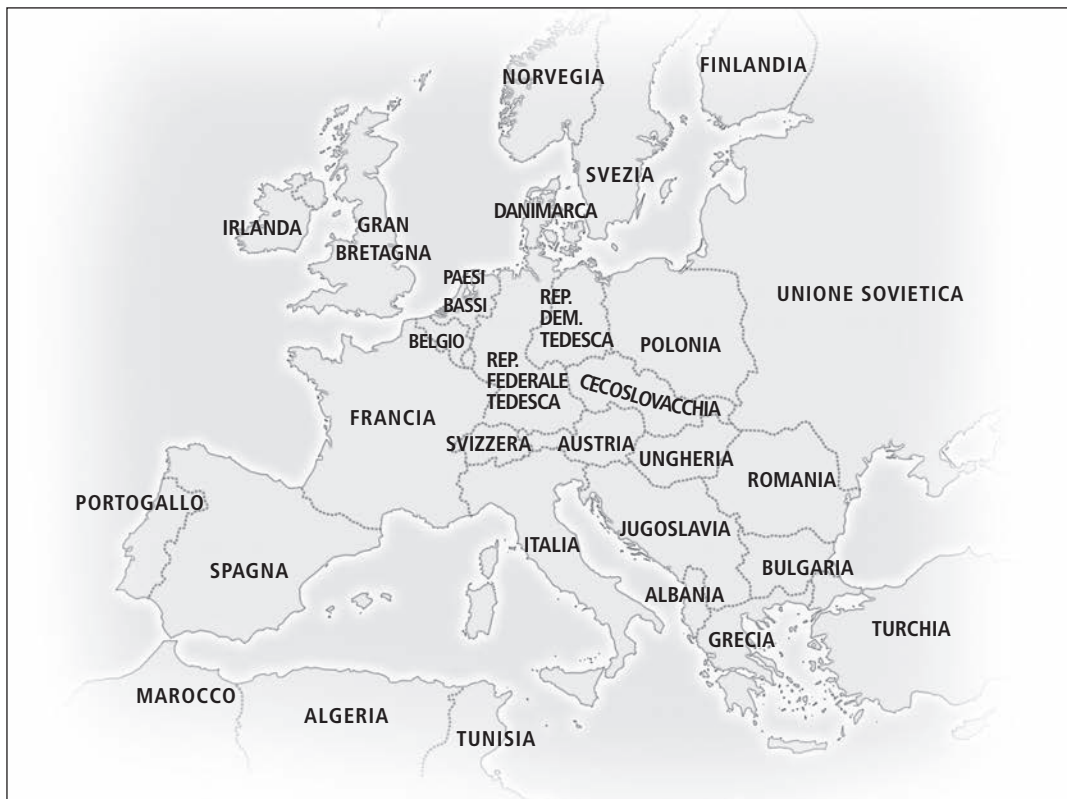 NORVEGIA
FINLANDIA
SVEZIA
DANIMARCA
IRLANDA
GRAN
BRETAGNA
PAESI
BASSI
BELGIO
REP.
DEM.
TEDESCA
REP.
FEDERALE
TEDESCA
POLONIA
UNIONE SOVIETICA
CECOSLOVACCHIA
FRANCIA
SVIZZERA
AUSTRIA
UNGHERIA
ROMANIA
PORTOGALLO
SPAGNA
ITALIA
JUGOSLAVIA
BULGARIA
ALBANIA
GRECIA
TURCHIA
MAROCCO
ALGERIA
TUNISIA